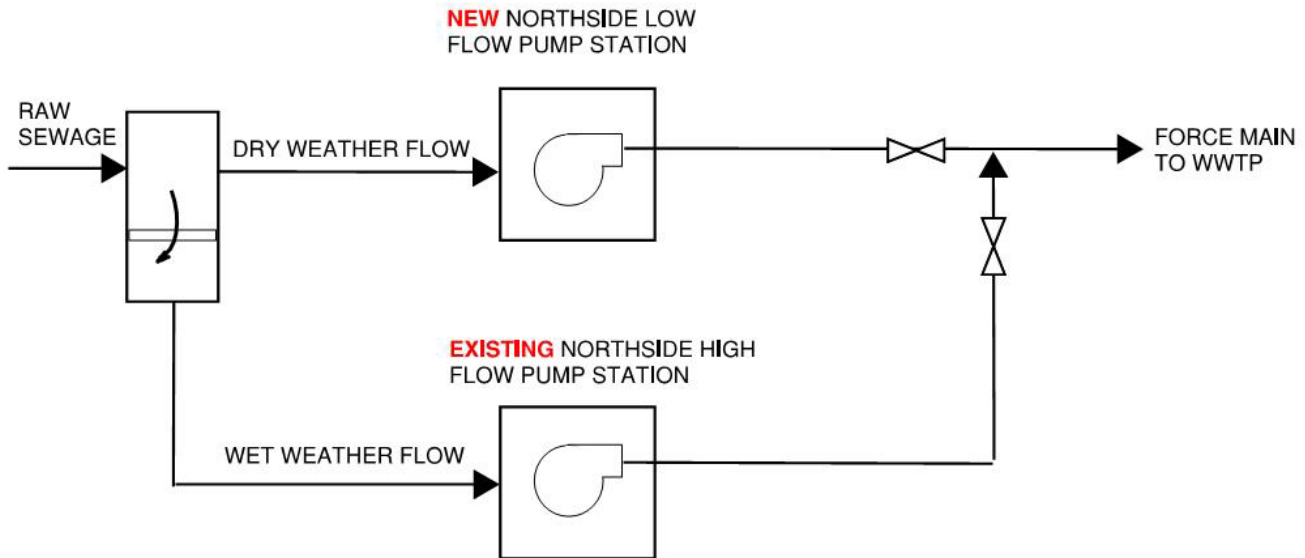 NEW NORTHSIDE LOW
FLOW PUMP STATION
RAW
SEWAGE
DRY WEATHER FLOW
FORCE MAIN
TO WWTP
EXISTING NORTHSIDE HIGH
FLOW PUMP STATION
WET WEATHER FLOW